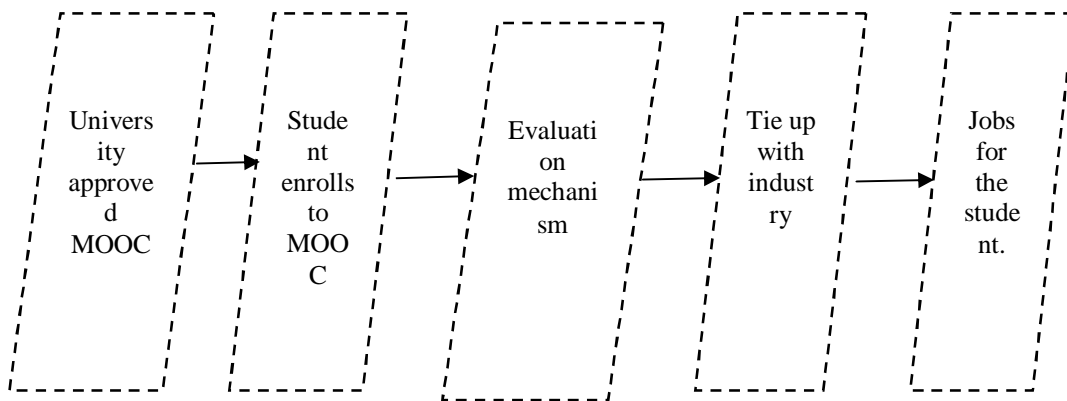 Univers
ity
approve
d
MOOC
Stude
nt
enrolls
to
MOO
C
Evaluati
on
mechani
sm
Tie up
with
indust
ry
Jobs
for
the
stude
nt.